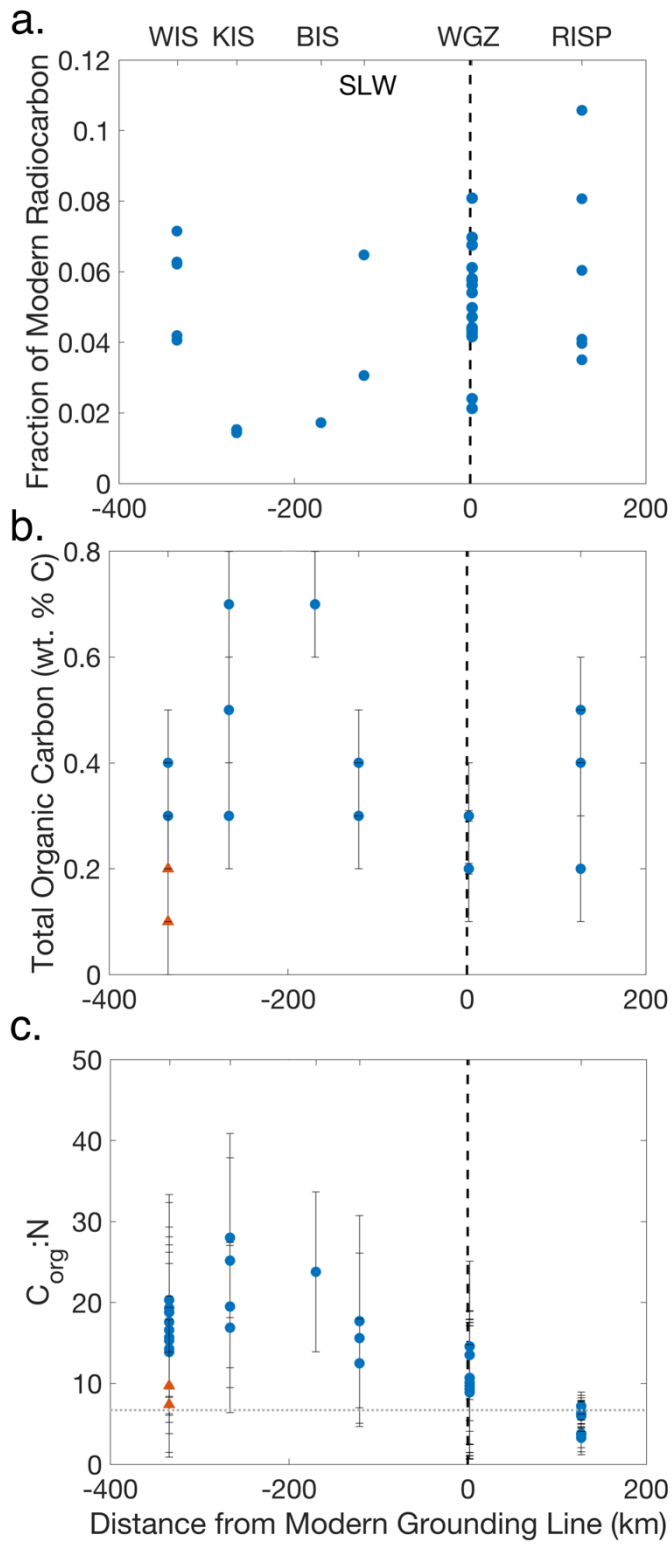 a.
WIS KIS BIS WGZ RISP
SLW
Fraction of Modern Radiocarbon
0.12
0.1
0.08
0.06
0.04
0.02
0
-400 -200 0 200
b.
Total Organic Carbon (wt. % C)
0.8
0.6
0.4
0.2
0
-400 -200 0 200
c.
Corg:N
50
40
30
20
10
0
-400 -200 0 200
Distance from Modern Grounding Line (km)